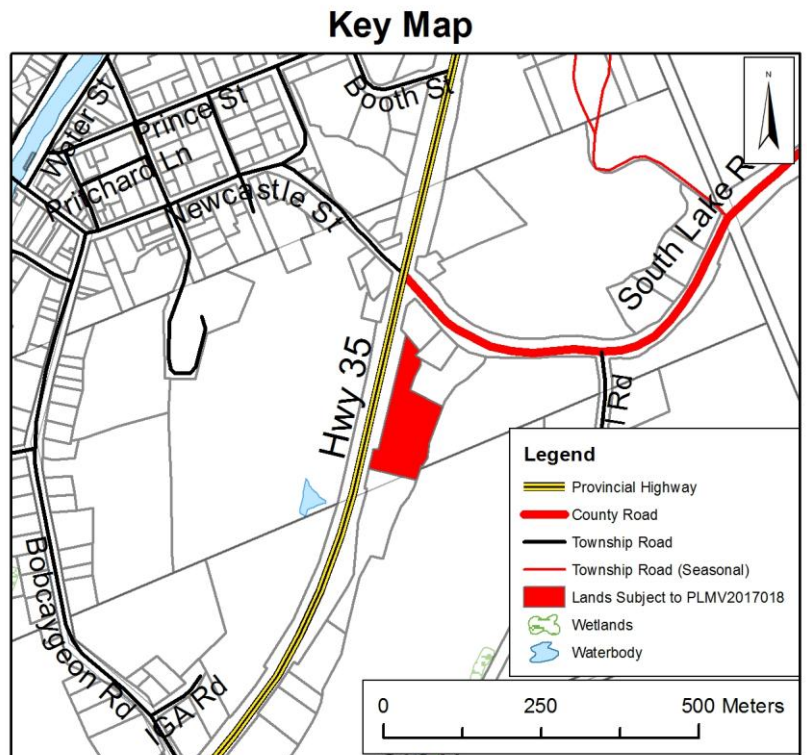 Key Map
Booth St
N
Water St
Prince St
Pritchard Ln
Newcastle St
South Lake R
Hwy 35
l Rd
Legend
Provincial Highway
County Road
Township Road
Township Road (Seasonal)
Lands Subject to PLMV2017018
Wetlands
Waterbody
Bobcaygeon Rd
IGA Rd
0 250 500 Meters